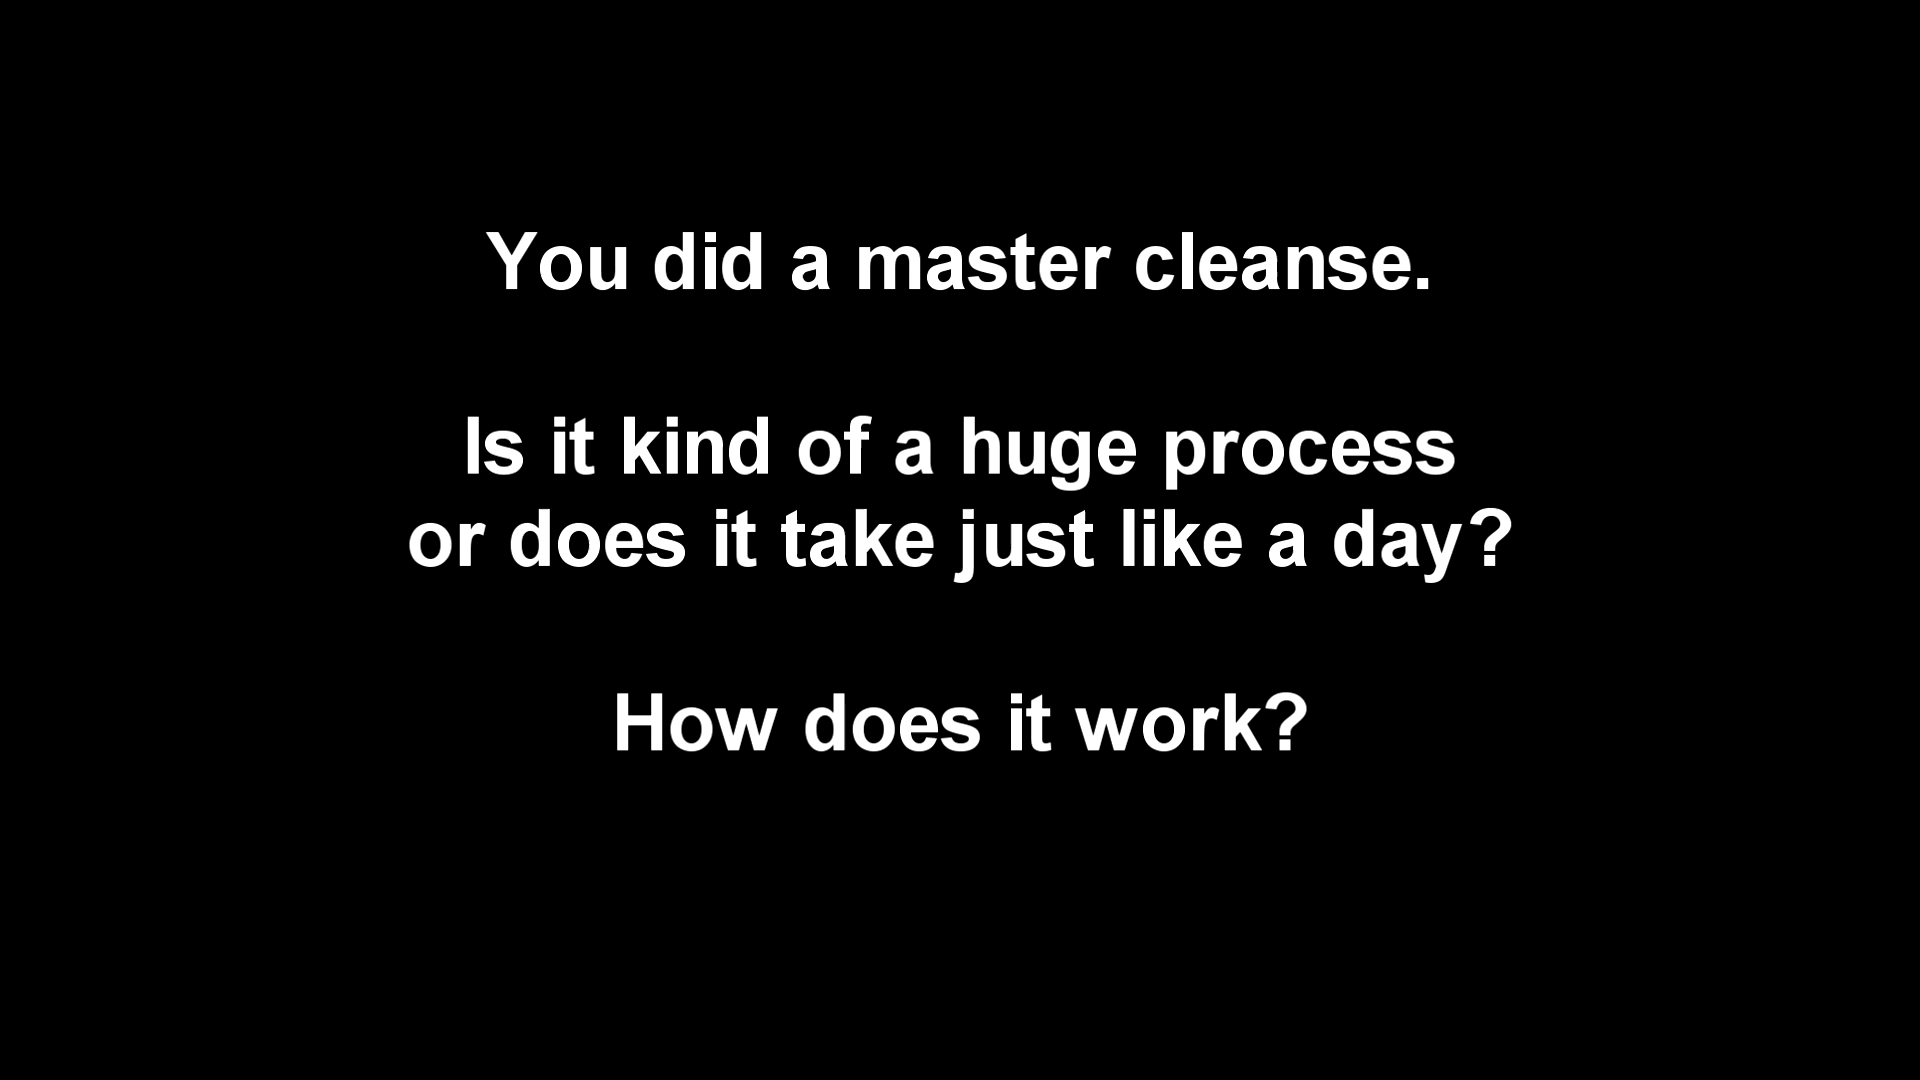 You did a master cleanse.
Is it kind of a huge process
or does it take just like a day?
How does it work?